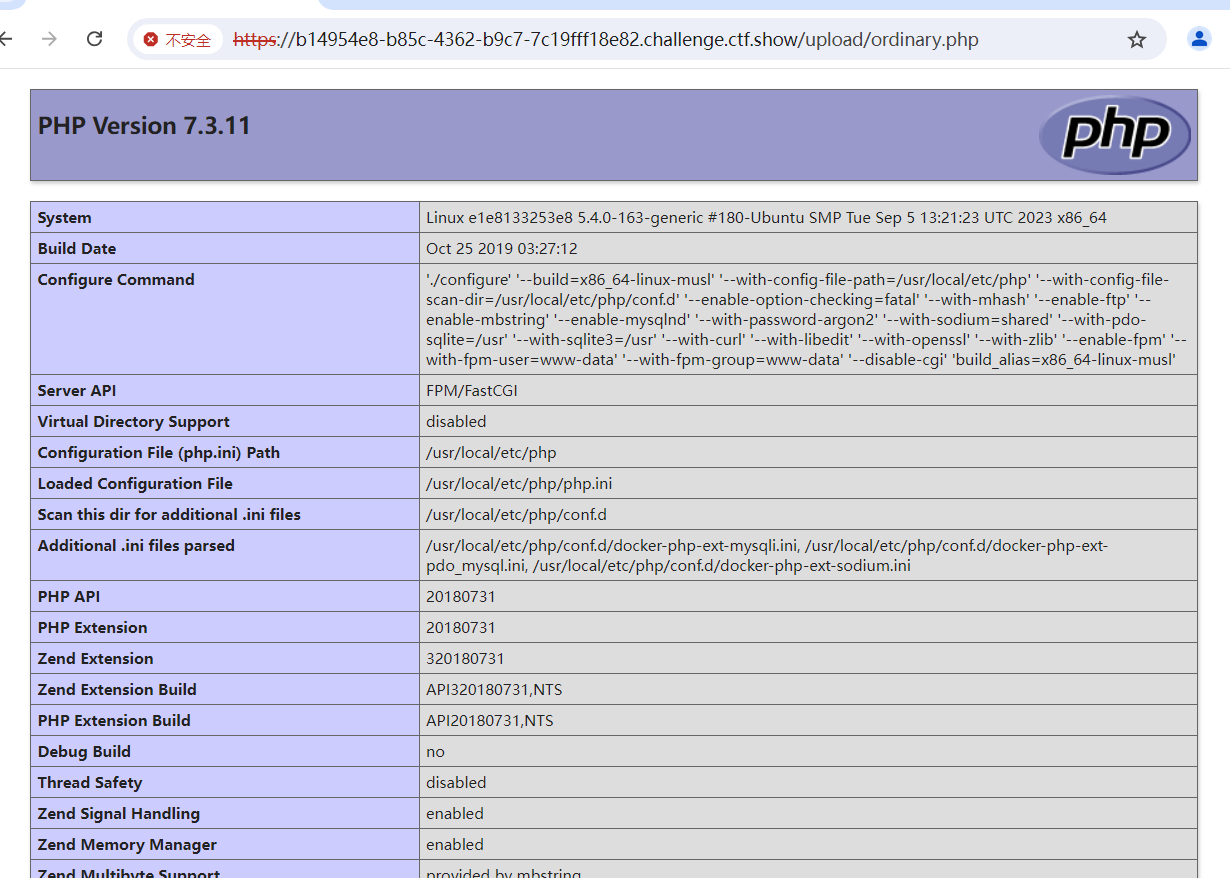 不安全 https://b14954e8-b85c-4362-b9c7-7c19fff18e82.challenge.ctf.show/upload/ordinary.php
PHP Version 7.3.11
php
System Linux e1e8133253e8 5.4.0-163-generic #180-Ubuntu SMP Tue Sep 5 13:21:23 UTC 2023 x86_64
Build Date Oct 25 2019 03:27:12
Configure Command './configure' '--build=x86_64-linux-musl' '--with-config-file-path=/usr/local/etc/php' '--with-config-file-
scan-dir=/usr/local/etc/php/conf.d' '--enable-option-checking=fatal' '--with-mhash' '--enable-ftp' '--
enable-mbstring' '--enable-mysqlnd' '--with-password-argon2' '--with-sodium=shared' '--with-pdo-
sqlite=/usr' '--with-sqlite3=/usr' '--with-curl' '--with-libedit' '--with-openssl' '--with-zlib' '--enable-fpm' '--
with-fpm-user=www-data' '--with-fpm-group=www-data' '--disable-cgi' 'build_alias=x86_64-linux-musl'
Server API FPM/FastCGI
Virtual Directory Support disabled
Configuration File (php.ini) Path /usr/local/etc/php
Loaded Configuration File /usr/local/etc/php/php.ini
Scan this dir for additional .ini files /usr/local/etc/php/conf.d
Additional .ini files parsed /usr/local/etc/php/conf.d/docker-php-ext-mysqli.ini, /usr/local/etc/php/conf.d/docker-php-ext-
pdo_mysql.ini, /usr/local/etc/php/conf.d/docker-php-ext-sodium.ini
PHP API 20180731
PHP Extension 20180731
Zend Extension 320180731
Zend Extension Build API320180731,NTS
PHP Extension Build API20180731,NTS
Debug Build no
Thread Safety disabled
Zend Signal Handling enabled
Zend Memory Manager enabled
Zend Multibyte Support provided by mbstring